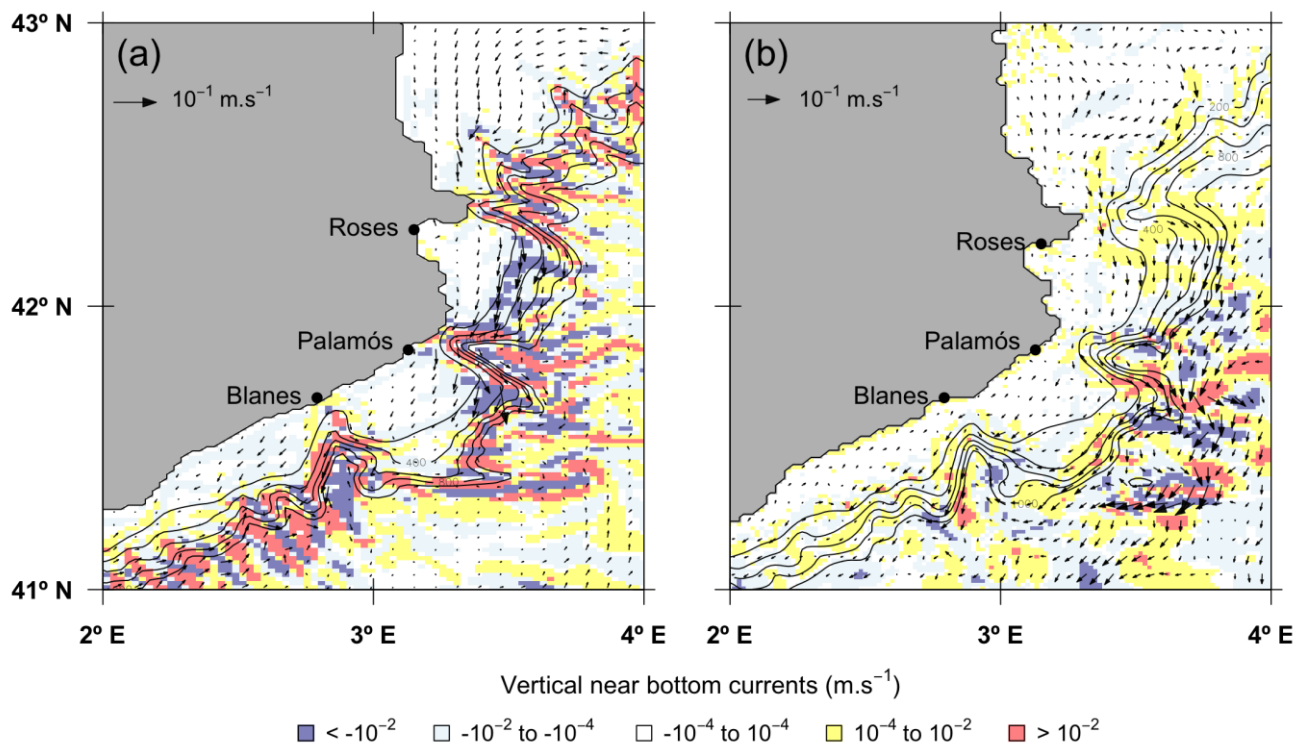 43º N
(a)
10⁻¹ m.s⁻¹
Roses
42º N
Palamós
Blanes
400
800
41º N
2º E
3º E
4º E
(b)
10⁻¹ m.s⁻¹
200
800
400
Roses
Palamós
Blanes
1000
2º E
3º E
4º E
Vertical near bottom currents (m.s⁻¹)
< -10⁻² -10⁻² to -10⁻⁴ -10⁻⁴ to 10⁻⁴ 10⁻⁴ to 10⁻² > 10⁻²